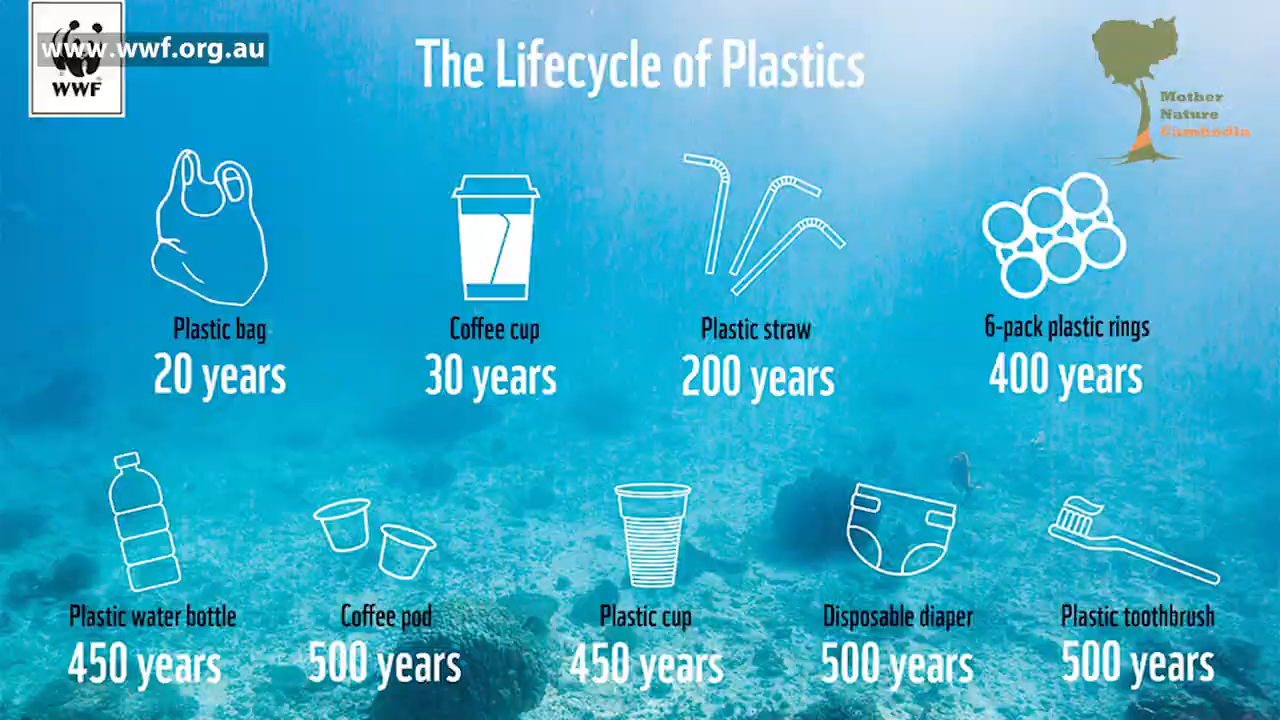 www.wwf.org.au
WWF
The Lifecycle of Plastics
Mother
Nature
Cambodia
Plastic bag
20 years
Coffee cup
30 years
Plastic straw
200 years
6-pack plastic rings
400 years
Plastic water bottle
450 years
Coffee pod
500 years
Plastic cup
450 years
Disposable diaper
500 years
Plastic toothbrush
500 years